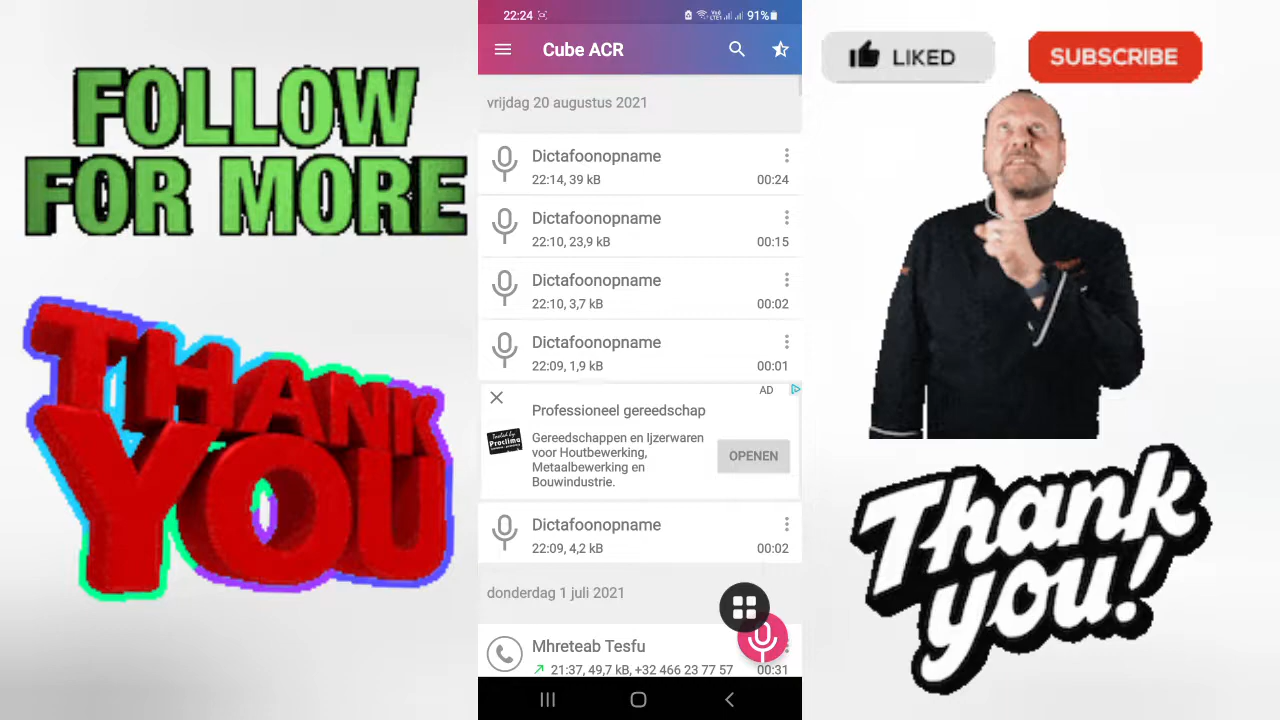 FOLLOW
FOR MORE
THANK
YOU
22:24
91%
Cube ACR
vrijdag 20 augustus 2021
Dictafoonopname
22:14, 39 kB
00:24
Dictafoonopname
22:10, 23,9 kB
00:15
Dictafoonopname
22:10, 3,7 kB
00:02
Dictafoonopname
22:09, 1,9 kB
00:01
AD
Professioneel gereedschap
Gereedschappen en Ijzerwaren
voor Houtbewerking,
Metaalbewerking en
Bouwindustrie.
OPENEN
Dictafoonopname
22:09, 4,2 kB
00:02
donderdag 1 juli 2021
Mhreteab Tesfu
21:37, 49,7 kB, +32 466 23 77 57
00:31
LIKED
SUBSCRIBE
Thank
you!